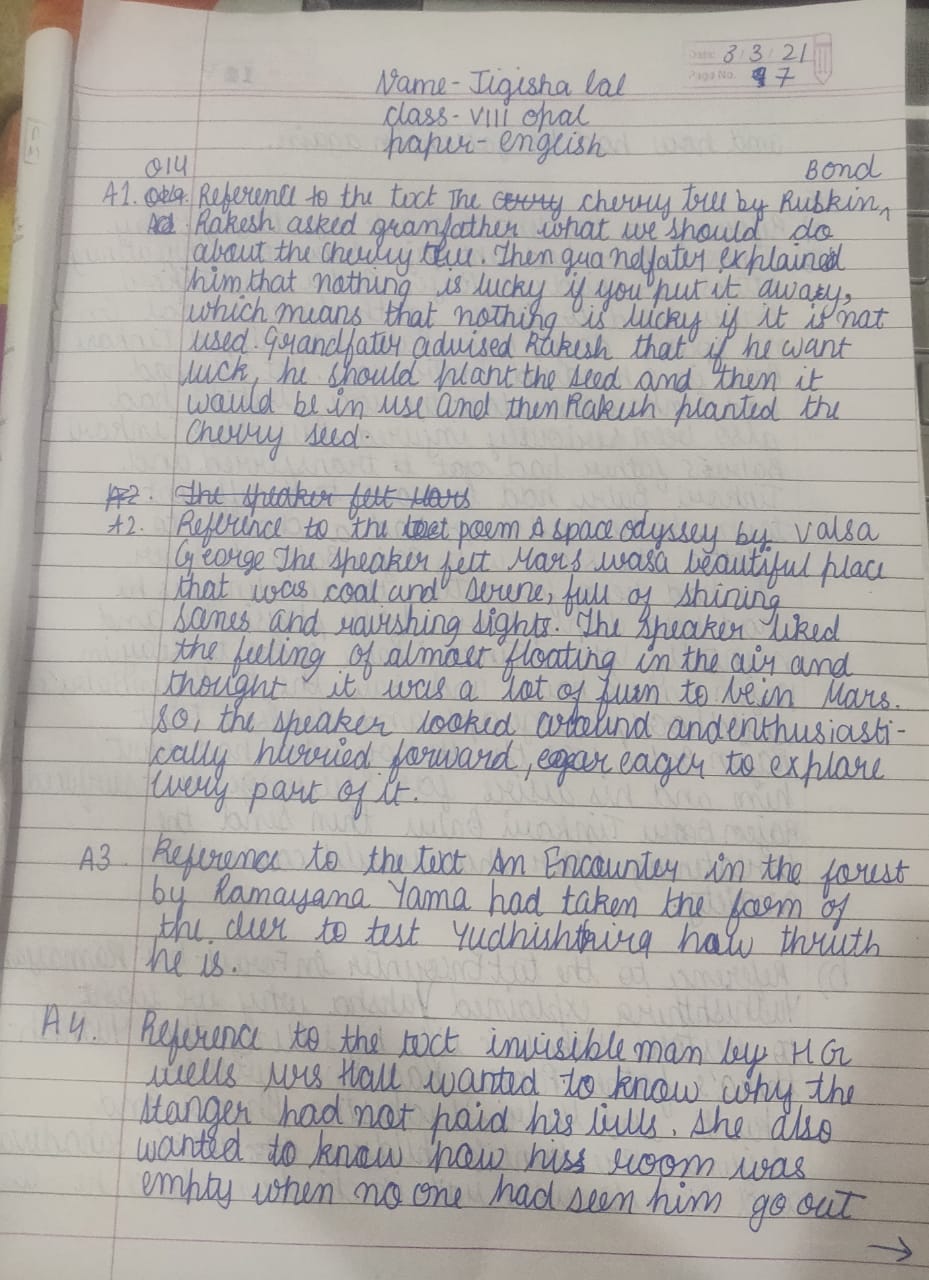 Date: 3 3 21
Page No. 97
Name- Jigisha lal
class- VIII opal
paper- english
Q14
Bond
A1. Reference to the text The cherry tree by Ruskin ^
Rakesh asked granfather what we should do
about the cherry tree. Then grandfater explained
him that nothing is lucky if you put it away,
which means that nothing is lucky if it is not
used. Grandfater advised Rakesh that if he want
luck, he should plant the seed and then it
would be in use and then Rakesh planted the
cherry seed.
A2. The speaker felt Mars
A2. Reference to the poem A space odyssey by Valsa
George The speaker felt Mars was a beautiful place
that was coal and serene, full of shining
sanes and ravishing sights. The speaker liked
the feeling of almost floating in the air and
thought it was a lot of fun to be in Mars.
so, the speaker looked around and enthusiasti-
cally hurried forward, eager to explore
every part of it.
A3. Reference to the text An Encounter in the forest
by Ramayana Yama had taken the form of
the deer to test Yudhishthira how thruth
he is.
A4. Reference to the text invisible man by H G
wells Mrs Hall wanted to know why the
stanger had not paid his bills. she also
wanted to know how hiss room was
empty when no one had seen him go out
→